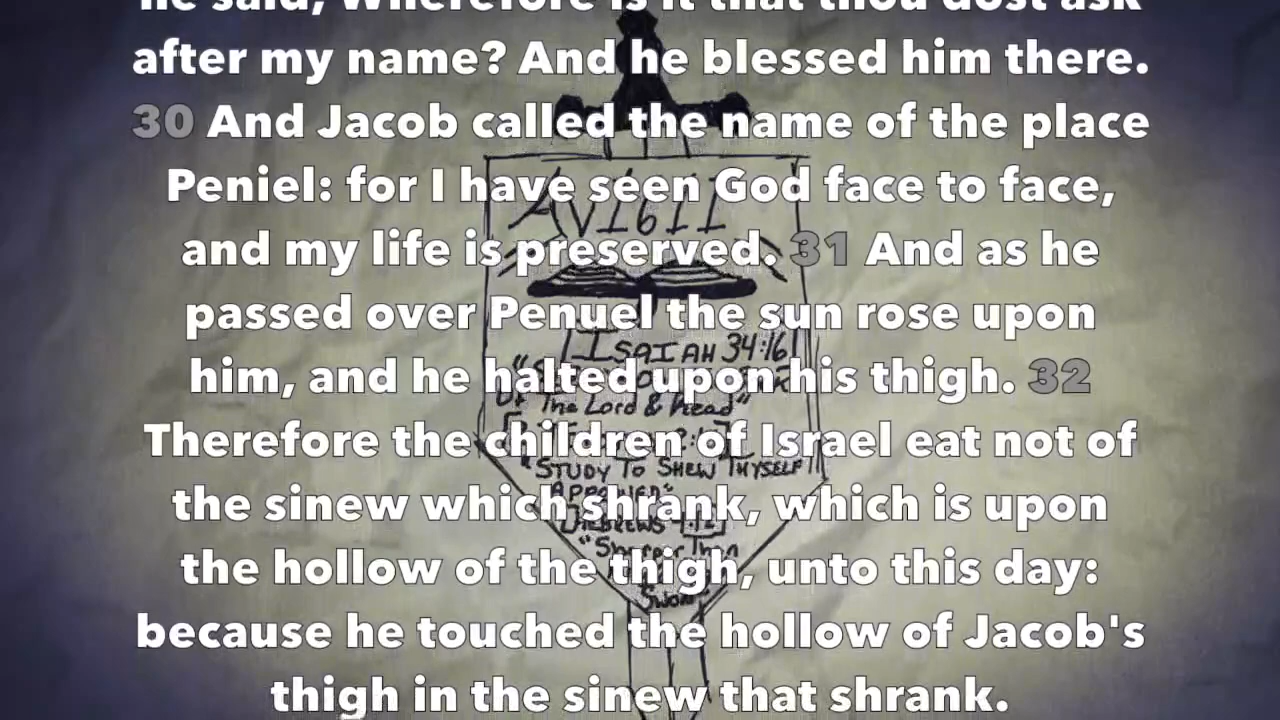 he said, Wherefore is it that thou dost ask
after my name? And he blessed him there.
30 And Jacob called the name of the place
Peniel: for I have seen God face to face,
and my life is preserved. 31 And as he
passed over Penuel the sun rose upon
him, and he halted upon his thigh. 32
Therefore the children of Israel eat not of
the sinew which shrank, which is upon
the hollow of the thigh, unto this day:
because he touched the hollow of Jacob's
thigh in the sinew that shrank.
AV1611
ISAIAH 34:16
The Lord & Read"
"STUDY TO SHEW THYSELF
APPROVED"
HEBREWS 4:12]
"Sharper Than
Sword